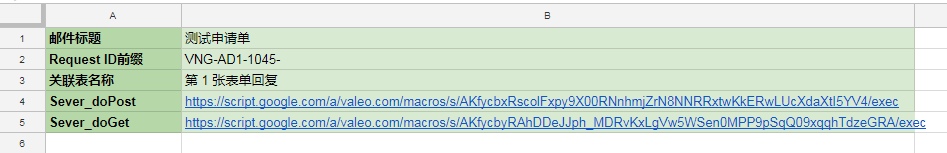 A B
1 邮件标题 测试申请单
2 Request ID前缀 VNG-AD1-1045-
3 关联表名称 第 1 张表单回复
4 Sever_doPost https://script.google.com/a/valeo.com/macros/s/AKfycbxRscolFxpy9X00RNnhmjZrN8NNRRxtwKkERwLUcXdaXtI5YV4/exec
5 Sever_doGet https://script.google.com/a/valeo.com/macros/s/AKfycbyRAhDDeJJph_MDRvKxLgVw5WSen0MPP9pSqQ09xqqhTdzeGRA/exec
6